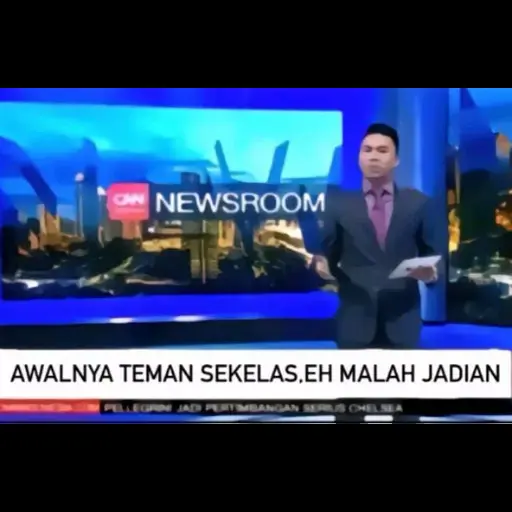 CNN NEWSROOM
AWALNYA TEMAN SEKELAS,EH MALAH JADIAN
PELLEGRINI JADI PERTIMBANGAN SERIUS CHELSEA